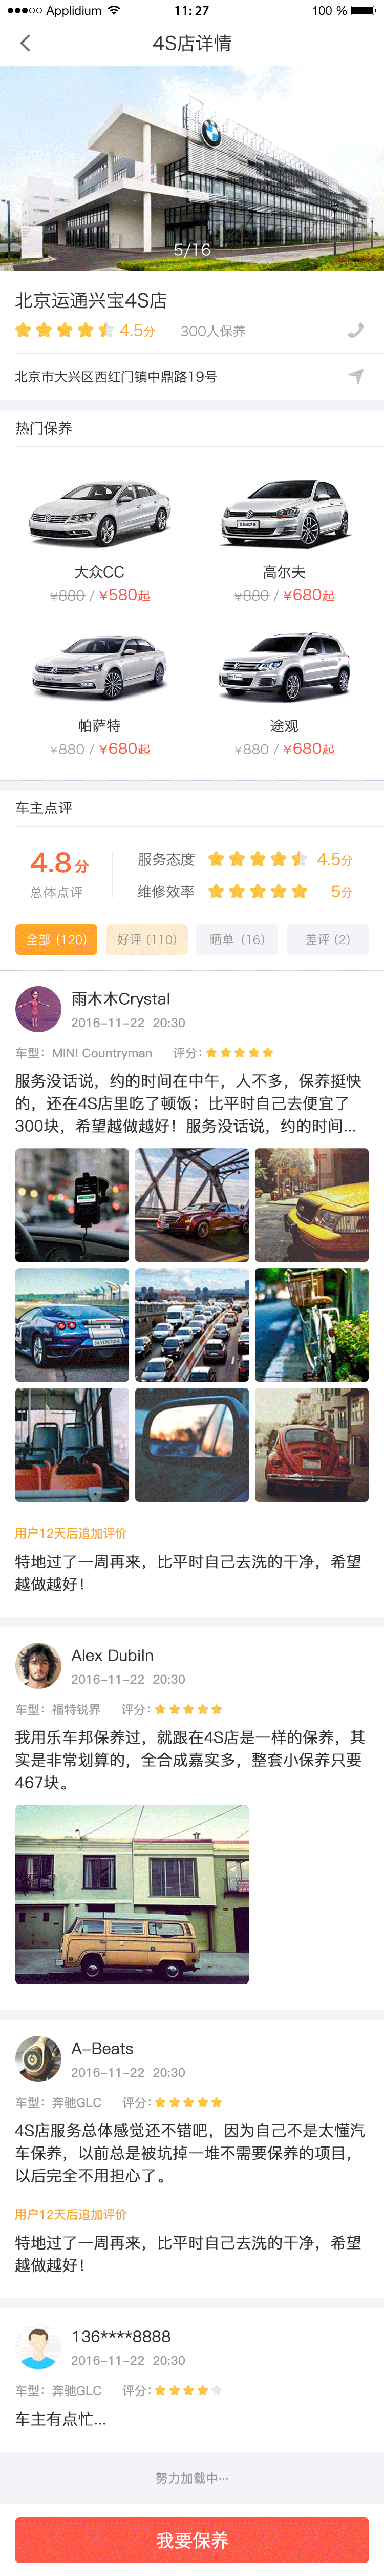 Applidium 11:27 100 %
4S店详情
5/16
北京运通兴宝4S店
4.5分 300人保养
北京市大兴区西红门镇中鼎路19号
热门保养
大众CC 高尔夫
¥880 / ¥580起 ¥880 / ¥680起
帕萨特 途观
¥880 / ¥680起 ¥880 / ¥680起
车主点评
4.8分 服务态度 4.5分
总体点评 维修效率 5分
全部 (120) 好评 (110) 晒单 (16) 差评 (2)
雨木木Crystal
2016-11-22 20:30
车型：MINI Countryman 评分：
服务没话说，约的时间在中午，人不多，保养挺快
的，还在4S店里吃了顿饭；比平时自己去便宜了
300块，希望越做越好！服务没话说，约的时间...
用户12天后追加评价
特地过了一周再来，比平时自己去洗的干净，希望
越做越好！
Alex Dubiln
2016-11-22 20:30
车型：福特锐界 评分：
我用乐车邦保养过，就跟在4S店是一样的保养，其
实是非常划算的，全合成嘉实多，整套小保养只要
467块。
A-Beats
2016-11-22 20:30
车型：奔驰GLC 评分：
4S店服务总体感觉还不错吧，因为自己不是太懂汽
车保养，以前总是被坑掉一堆不需要保养的项目，
以后完全不用担心了。
用户12天后追加评价
特地过了一周再来，比平时自己去洗的干净，希望
越做越好！
136****8888
2016-11-22 20:30
车型：奔驰GLC 评分：
车主有点忙...
努力加载中···
我要保养